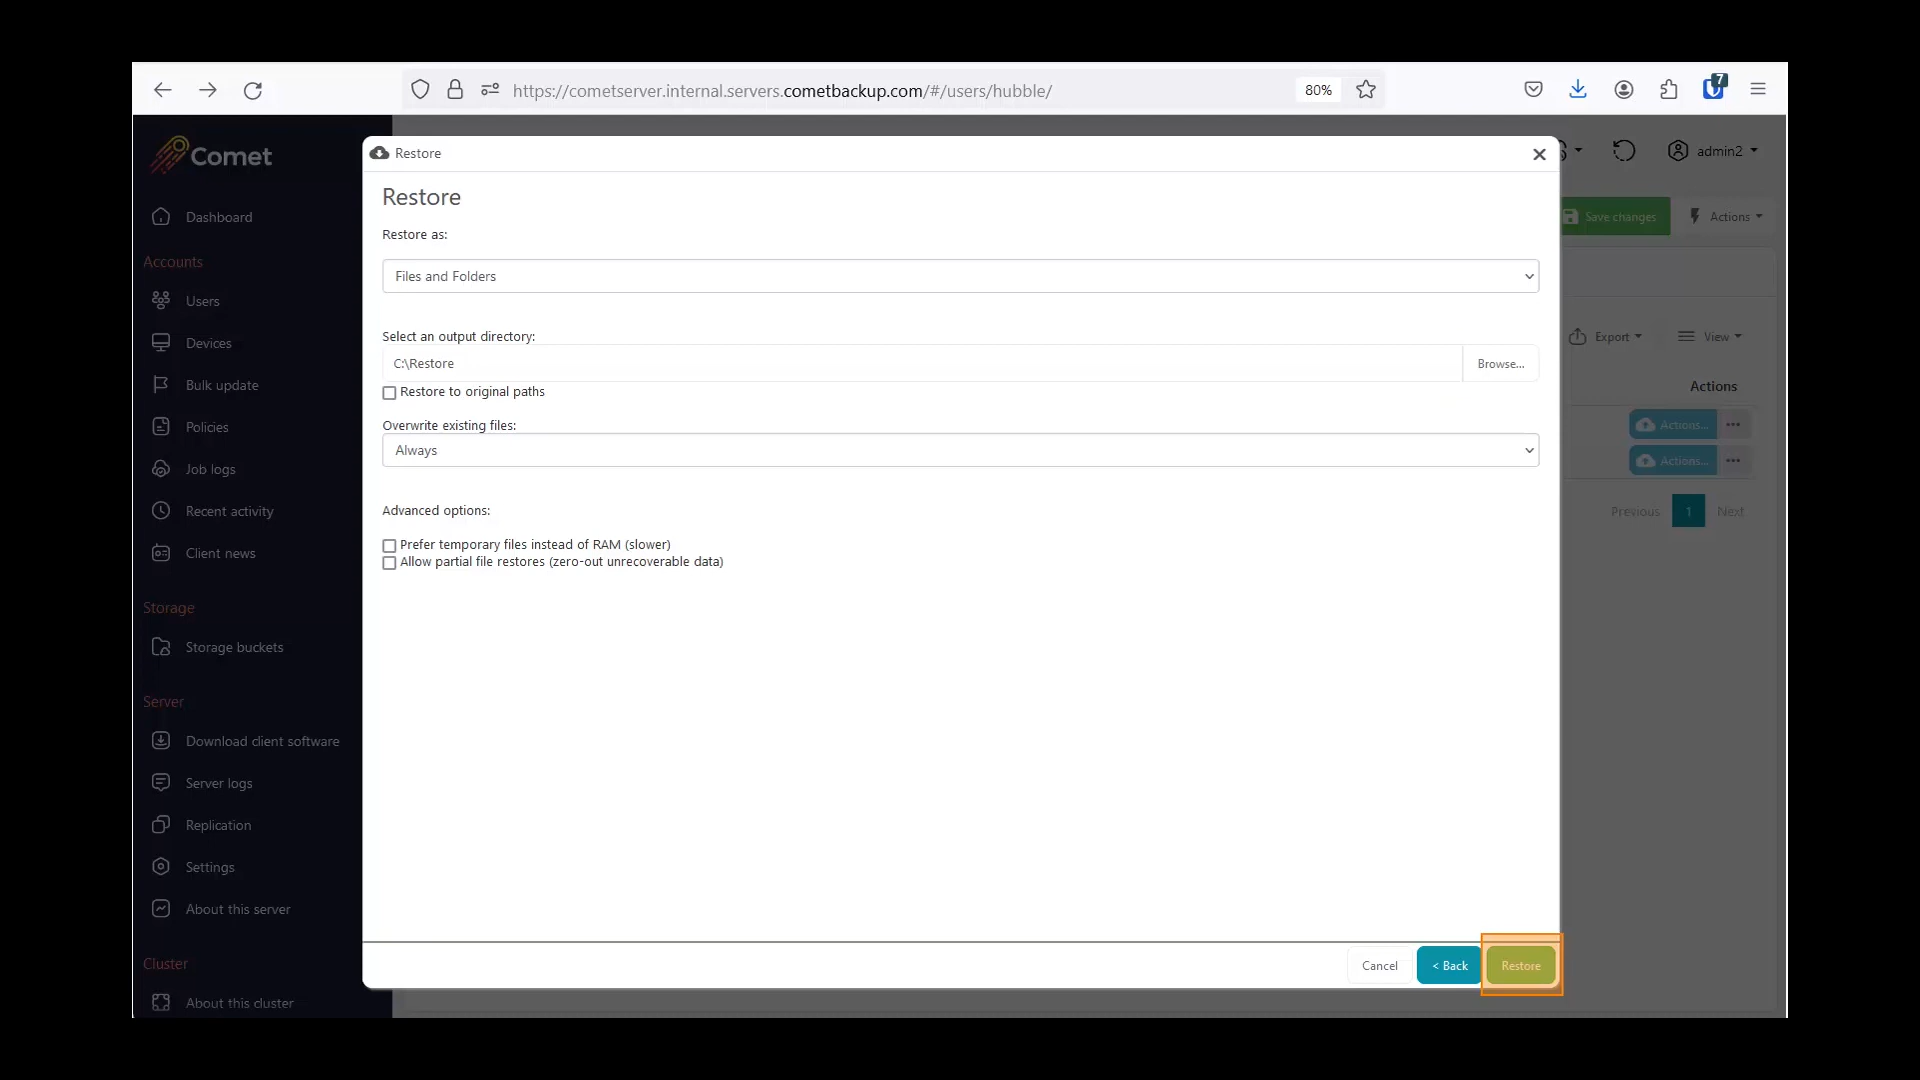 https://cometserver.internal.servers.cometbackup.com/#/users/hubble/
80%
7
Comet
admin2
Dashboard
Accounts
Users
Devices
Bulk update
Policies
Job logs
Recent activity
Client news
Storage
Storage buckets
Server
Download client software
Server logs
Replication
Settings
About this server
Cluster
About this cluster
Restore
Restore
Restore as:
Files and Folders
Select an output directory:
C:\Restore
Browse...
Restore to original paths
Overwrite existing files:
Always
Advanced options:
Prefer temporary files instead of RAM (slower)
Allow partial file restores (zero-out unrecoverable data)
Cancel
< Back
Restore
Save changes
Actions
Export
View
Actions
Actions...
Actions...
Previous
1
Next